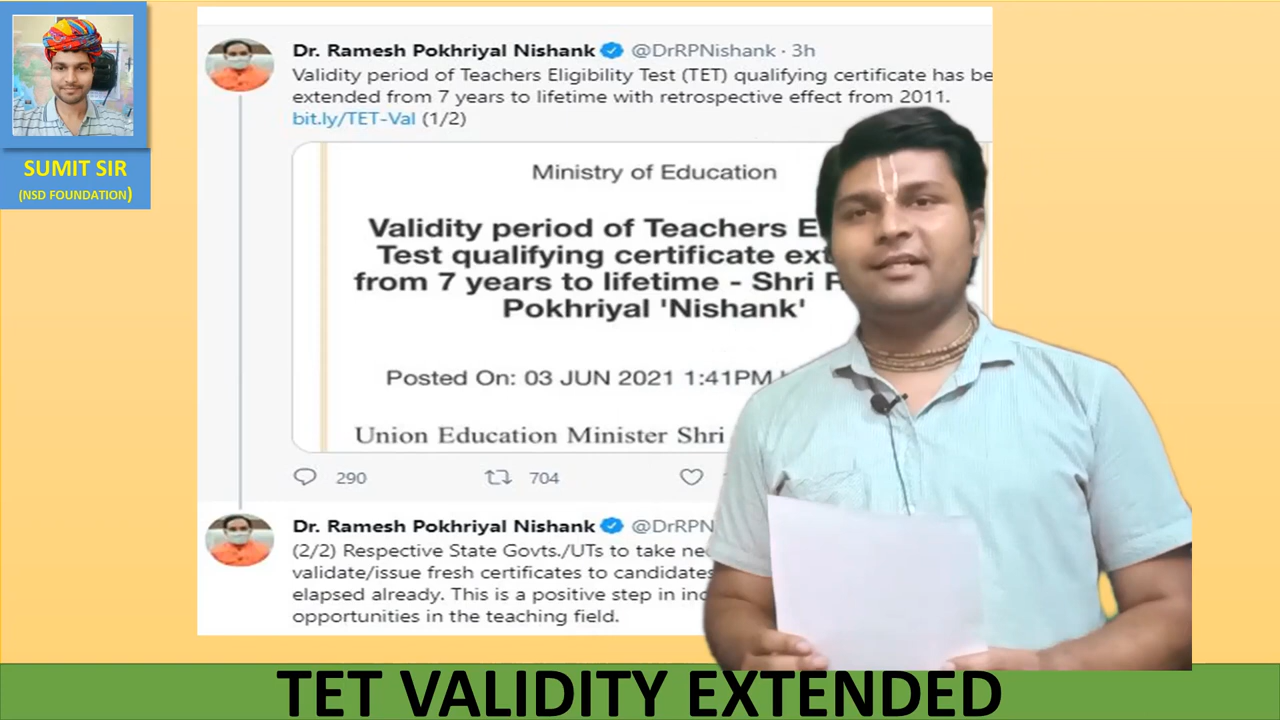 SUMIT SIR
(NSD FOUNDATION)
Dr. Ramesh Pokhriyal Nishank @DrRPNishank · 3h
Validity period of Teachers Eligibility Test (TET) qualifying certificate has be
extended from 7 years to lifetime with retrospective effect from 2011.
bit.ly/TET-Val (1/2)
Ministry of Education
Validity period of Teachers
Test qualifying certificate
from 7 years to lifetime - Shri
Pokhriyal 'Nishank'
Posted On: 03 JUN 2021 1:41PM
Union Education Minister Shri
290 704
Dr. Ramesh Pokhriyal Nishank @DrRPN
(2/2) Respective State Govts./UTs to take
validate/issue fresh certificates to candidates
elapsed already. This is a positive step in
opportunities in the teaching field.
TET VALIDITY EXTENDED